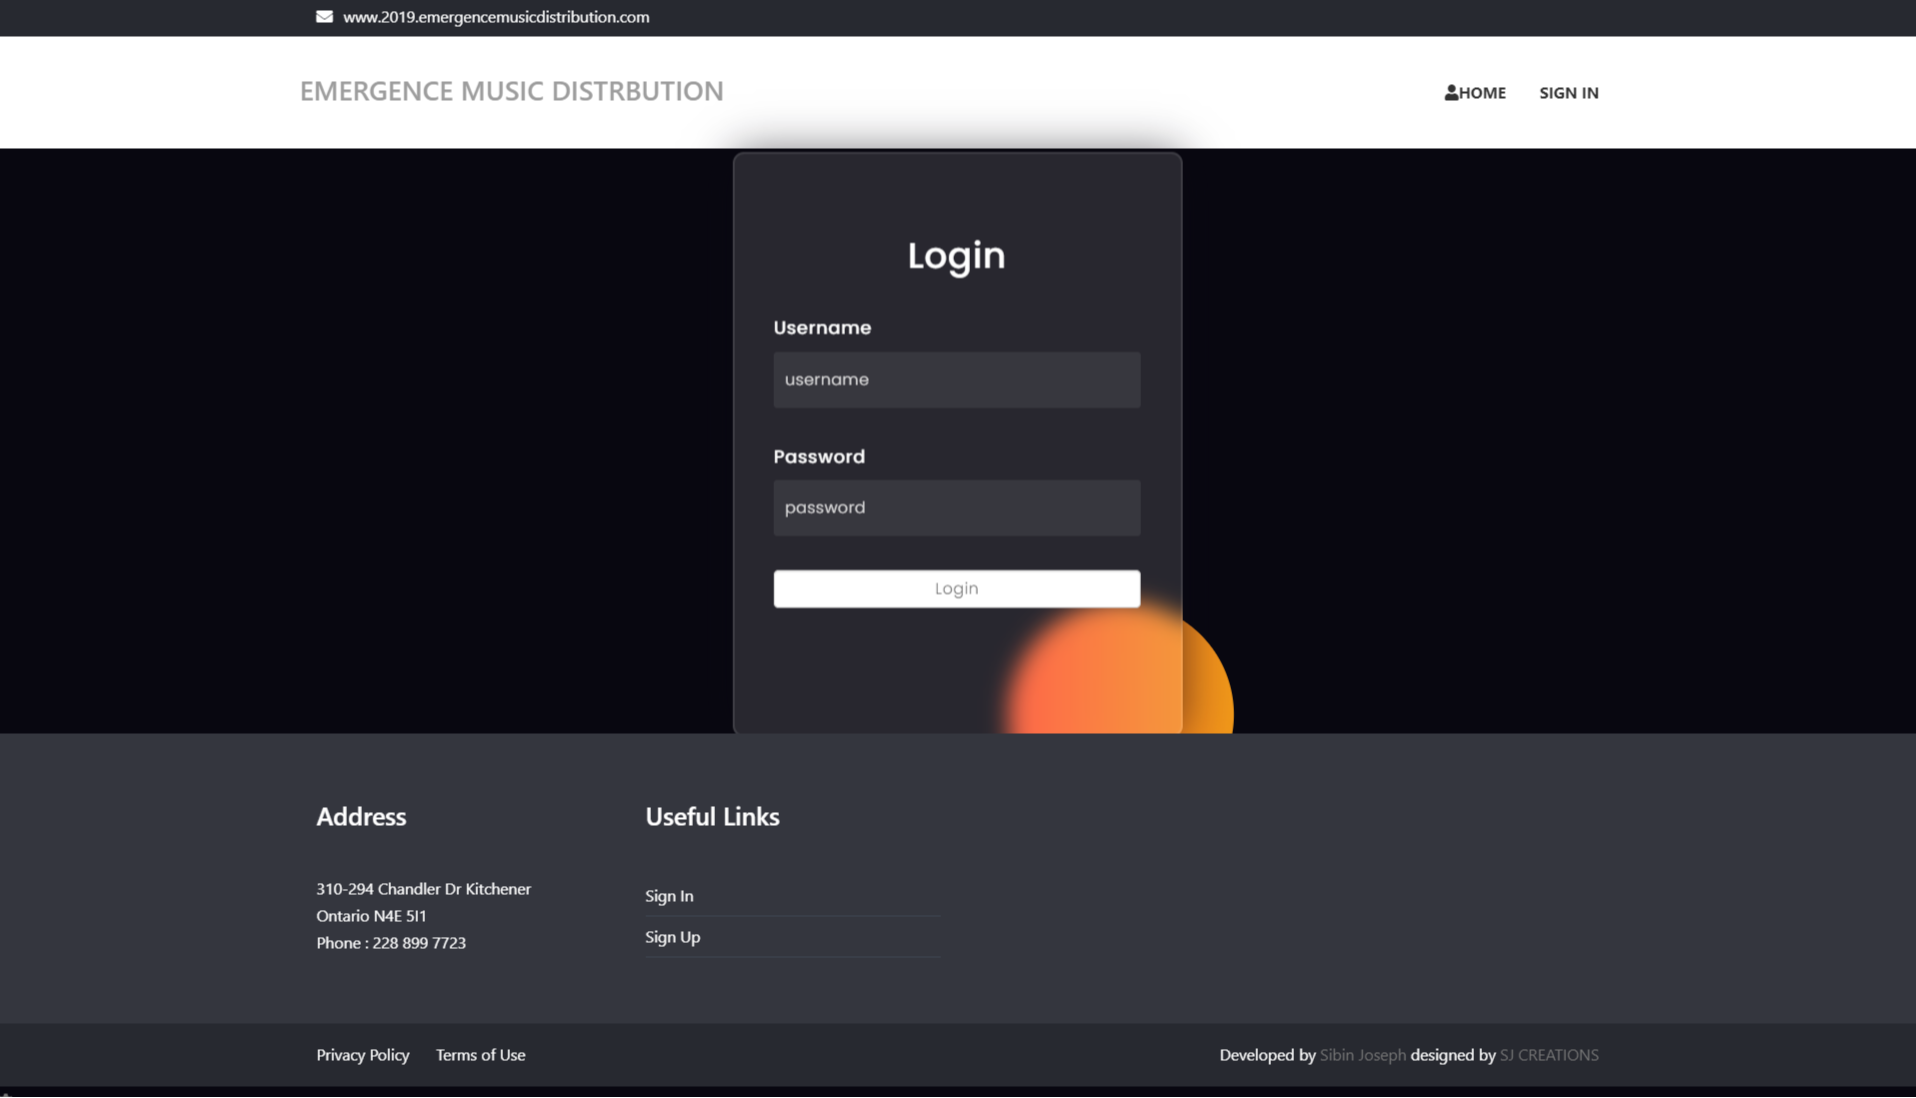 www.2019.emergencemusicdistribution.com
EMERGENCE MUSIC DISTRBUTION
HOME SIGN IN
Login
Username
username
Password
password
Login
Address
310-294 Chandler Dr Kitchener
Ontario N4E 5I1
Phone : 228 899 7723
Useful Links
Sign In
Sign Up
Privacy Policy Terms of Use
Developed by Sibin Joseph designed by SJ CREATIONS